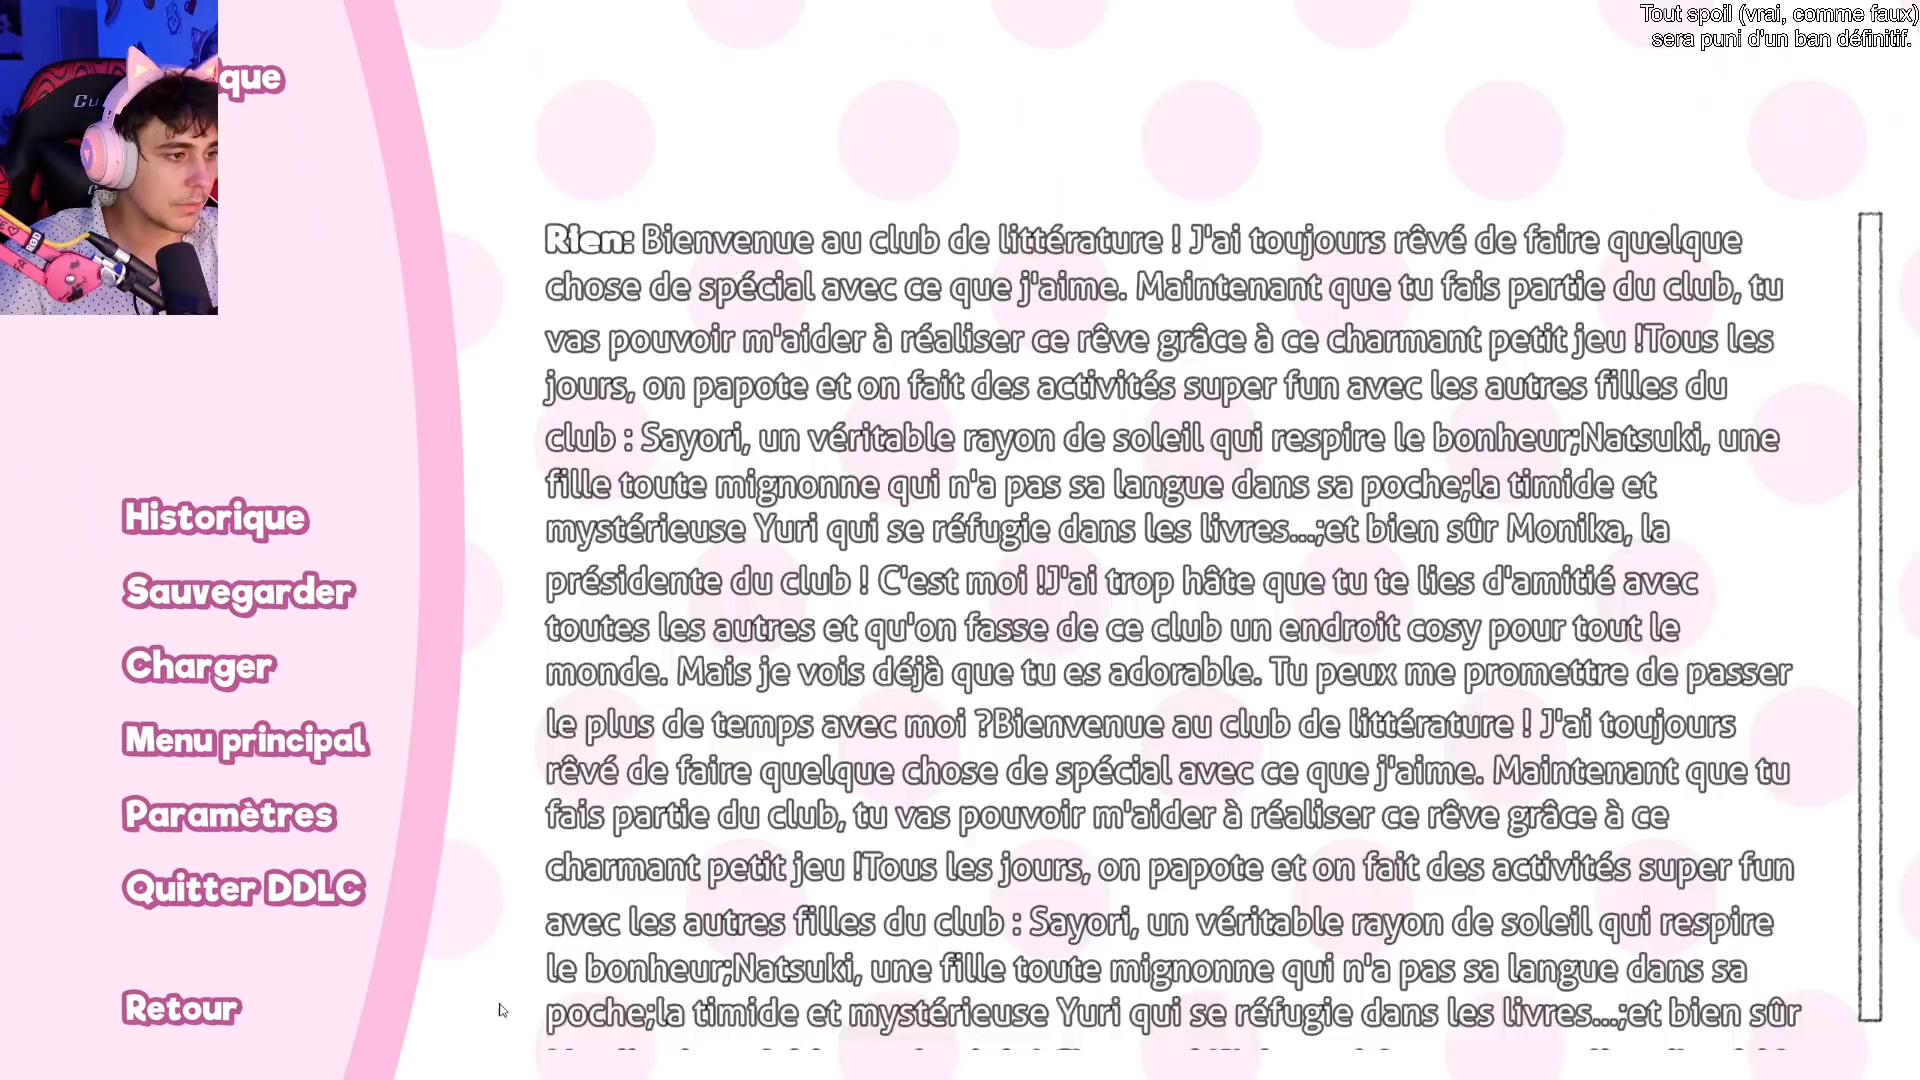 Tout spoil (vrai, comme faux)
sera puni d'un ban définitif.
que
Rien: Bienvenue au club de littérature ! J'ai toujours rêvé de faire quelque
chose de spécial avec ce que j'aime. Maintenant que tu fais partie du club, tu
vas pouvoir m'aider à réaliser ce rêve grâce à ce charmant petit jeu !Tous les
jours, on papote et on fait des activités super fun avec les autres filles du
club : Sayori, un véritable rayon de soleil qui respire le bonheur;Natsuki, une
fille toute mignonne qui n'a pas sa langue dans sa poche;la timide et
mystérieuse Yuri qui se réfugie dans les livres...;et bien sûr Monika, la
présidente du club ! C'est moi !J'ai trop hâte que tu te lies d'amitié avec
toutes les autres et qu'on fasse de ce club un endroit cosy pour tout le
monde. Mais je vois déjà que tu es adorable. Tu peux me promettre de passer
le plus de temps avec moi ?Bienvenue au club de littérature ! J'ai toujours
rêvé de faire quelque chose de spécial avec ce que j'aime. Maintenant que tu
fais partie du club, tu vas pouvoir m'aider à réaliser ce rêve grâce à ce
charmant petit jeu !Tous les jours, on papote et on fait des activités super fun
avec les autres filles du club : Sayori, un véritable rayon de soleil qui respire
le bonheur;Natsuki, une fille toute mignonne qui n'a pas sa langue dans sa
poche;la timide et mystérieuse Yuri qui se réfugie dans les livres...;et bien sûr
Historique
Sauvegarder
Charger
Menu principal
Paramètres
Quitter DDLC
Retour